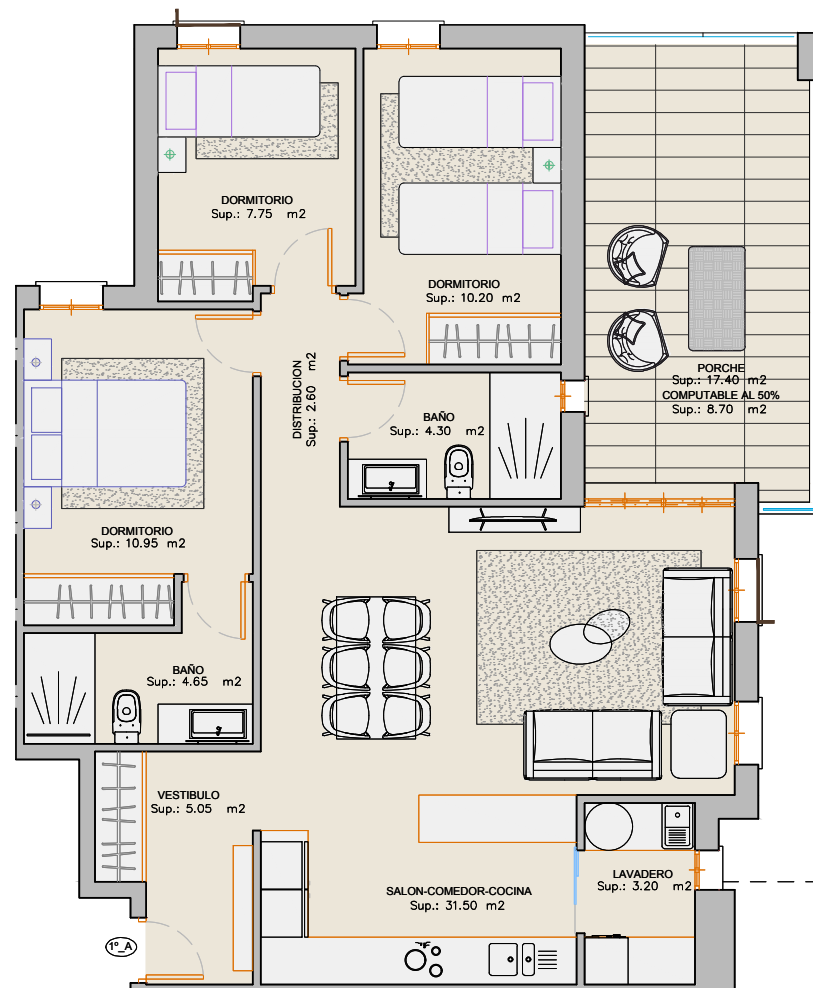 DORMITORIO
Sup.: 7.75 m2
DORMITORIO
Sup.: 10.20 m2
PORCHE
Sup.: 17.40 m2
COMPUTABLE AL 50%
Sup.: 8.70 m2
DISTRIBUCION
Sup.: 2.60 m2
BAÑO
Sup.: 4.30 m2
DORMITORIO
Sup.: 10.95 m2
BAÑO
Sup.: 4.65 m2
VESTIBULO
Sup.: 5.05 m2
SALON-COMEDOR-COCINA
Sup.: 31.50 m2
LAVADERO
Sup.: 3.20 m2
1º_A